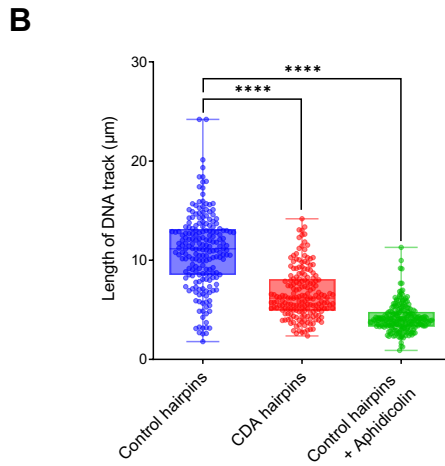 B
30
20
10
0
Length of DNA track (µm)
****
****
Control hairpins
CDA hairpins
Control hairpins
+ Aphidicolin